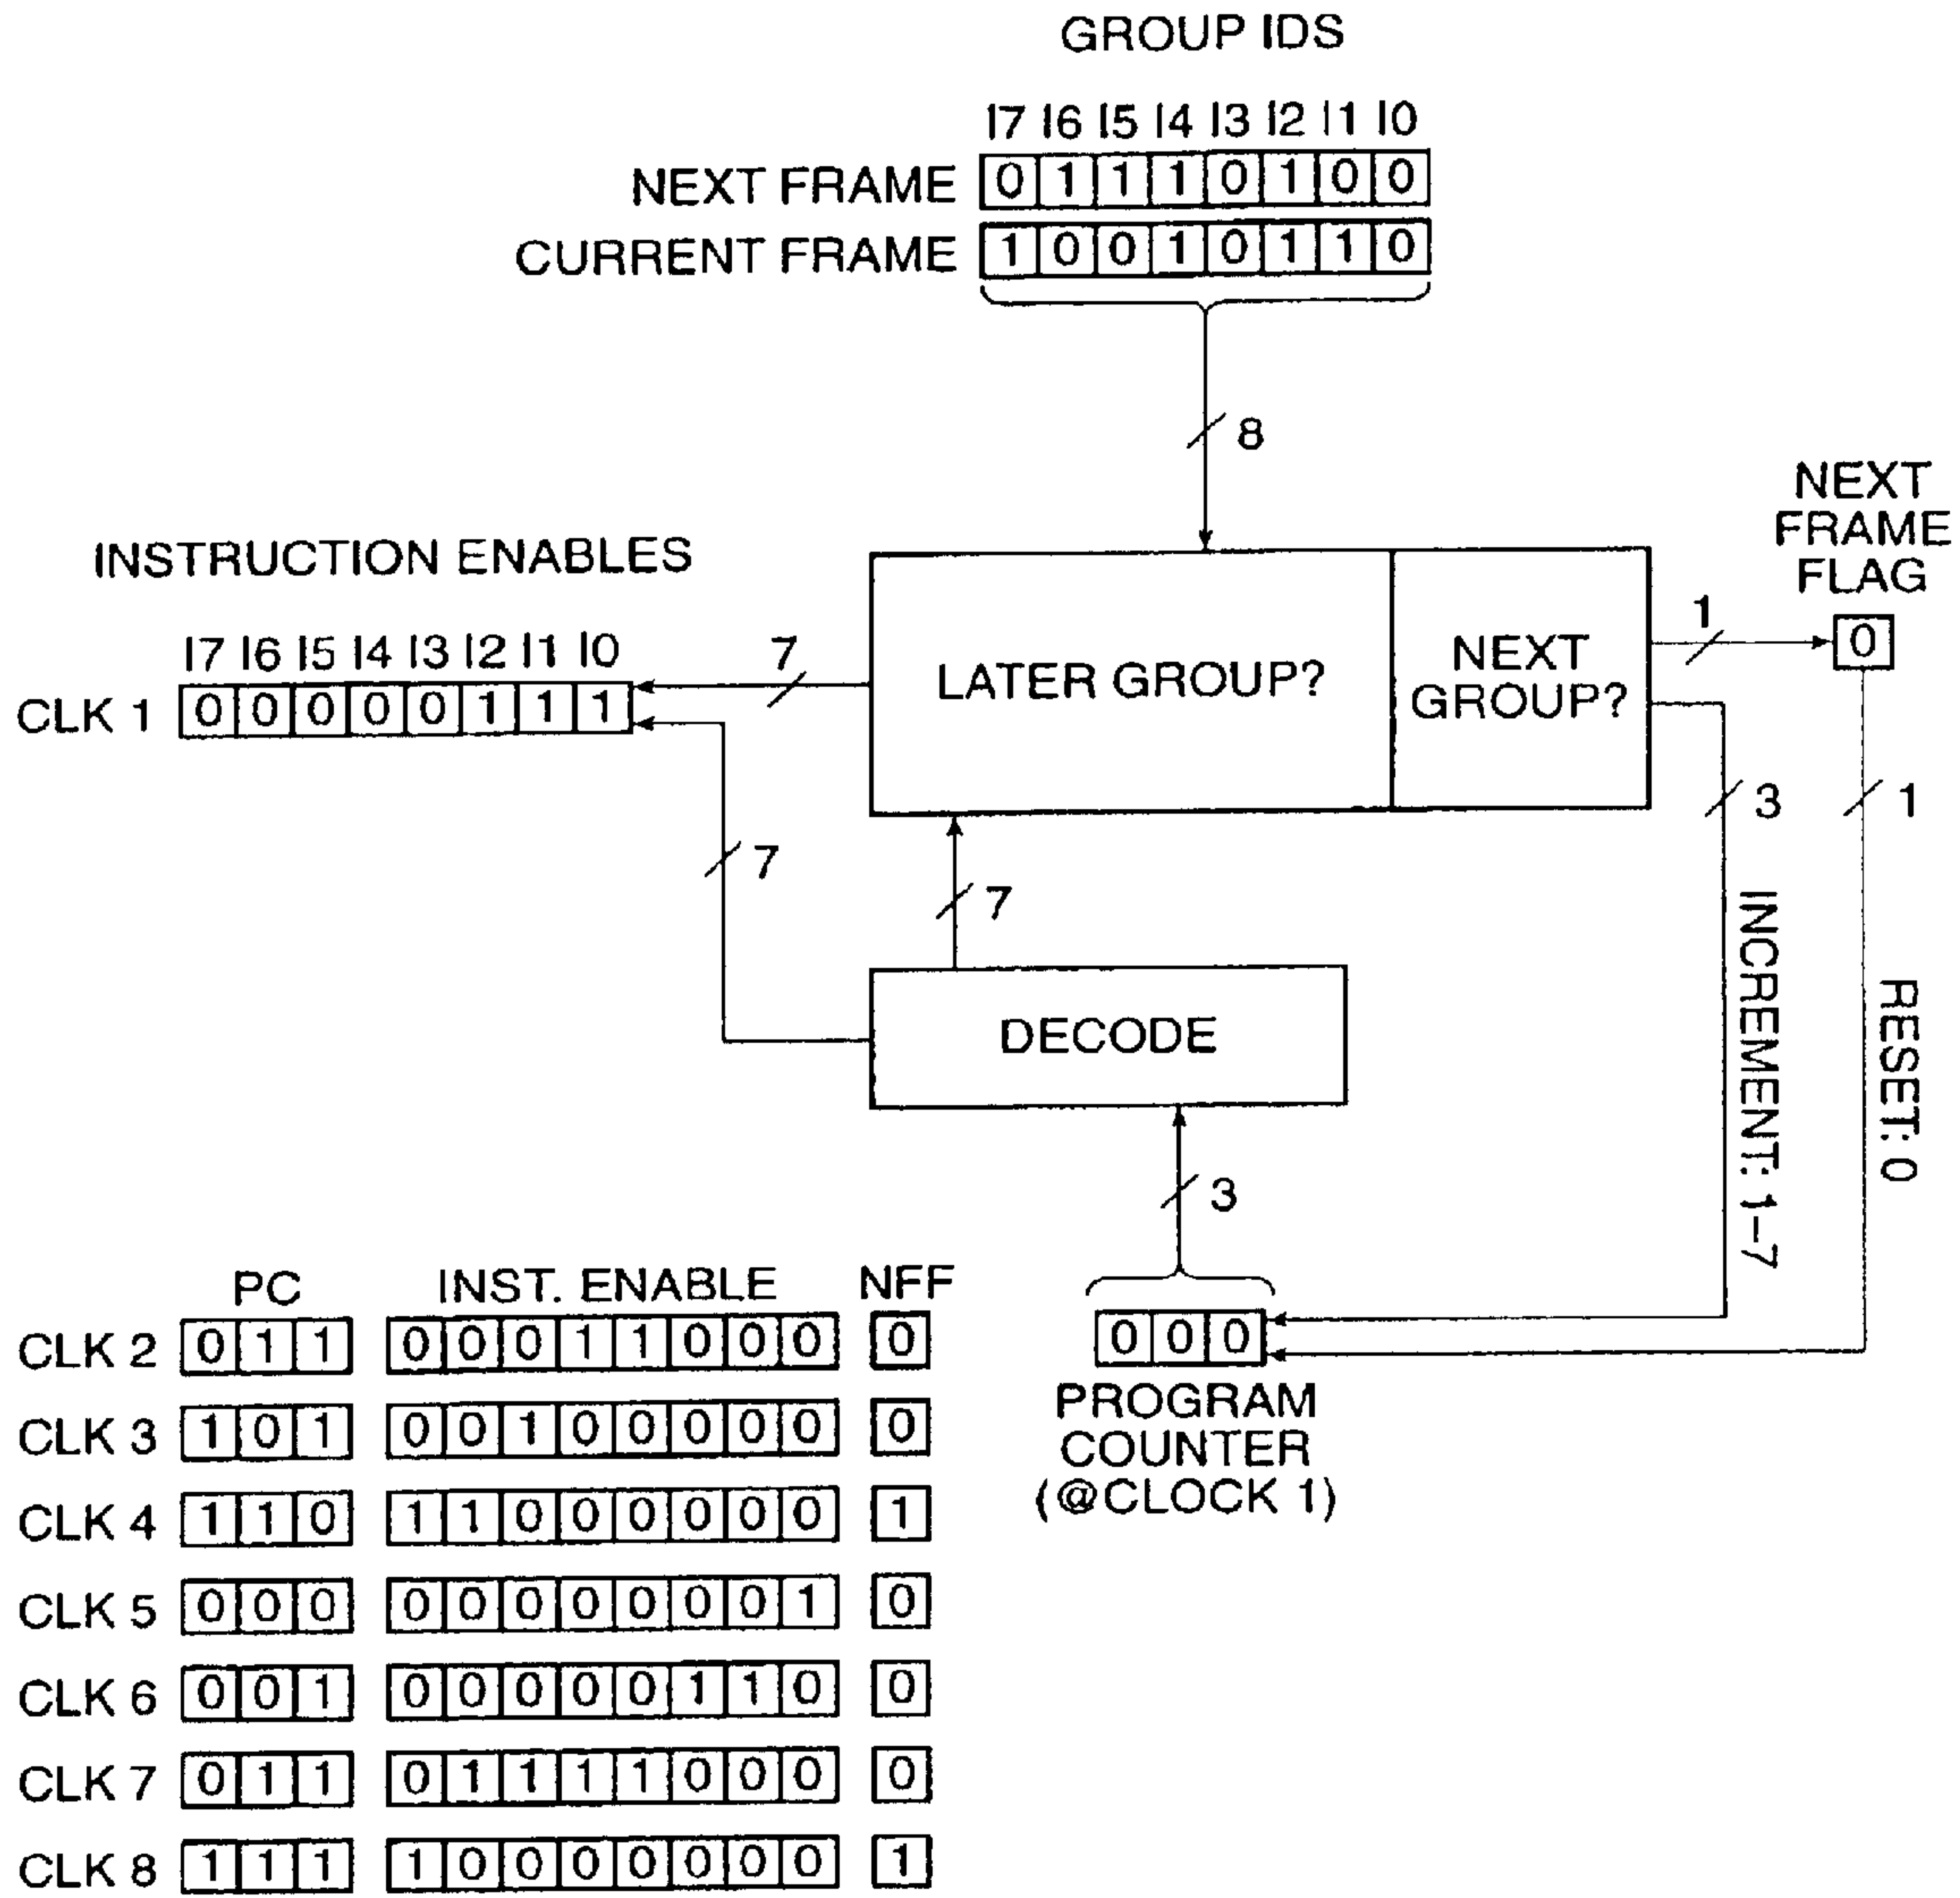 GROUP IDS
I7 I6 I5 I4 I3 I2 I1 I0
NEXT FRAME 0 1 1 1 0 1 0 0
CURRENT FRAME 1 0 0 1 0 1 1 0
8
NEXT
FRAME
FLAG
0
INSTRUCTION ENABLES
I7 I6 I5 I4 I3 I2 I1 I0
CLK 1 0 0 0 0 0 1 1 1
7
LATER GROUP?
NEXT
GROUP?
1
3
1
7
7
INCREMENT: 1–7
RESET: 0
DECODE
3
0 0 0
PROGRAM
COUNTER
(@CLOCK 1)
PC INST. ENABLE NFF
CLK 2 0 1 1 0 0 0 1 1 0 0 0 0
CLK 3 1 0 1 0 0 1 0 0 0 0 0 0
CLK 4 1 1 0 1 1 0 0 0 0 0 0 1
CLK 5 0 0 0 0 0 0 0 0 0 0 1 0
CLK 6 0 0 1 0 0 0 0 0 1 1 0 0
CLK 7 0 1 1 0 1 1 1 1 0 0 0 0
CLK 8 1 1 1 1 0 0 0 0 0 0 0 1